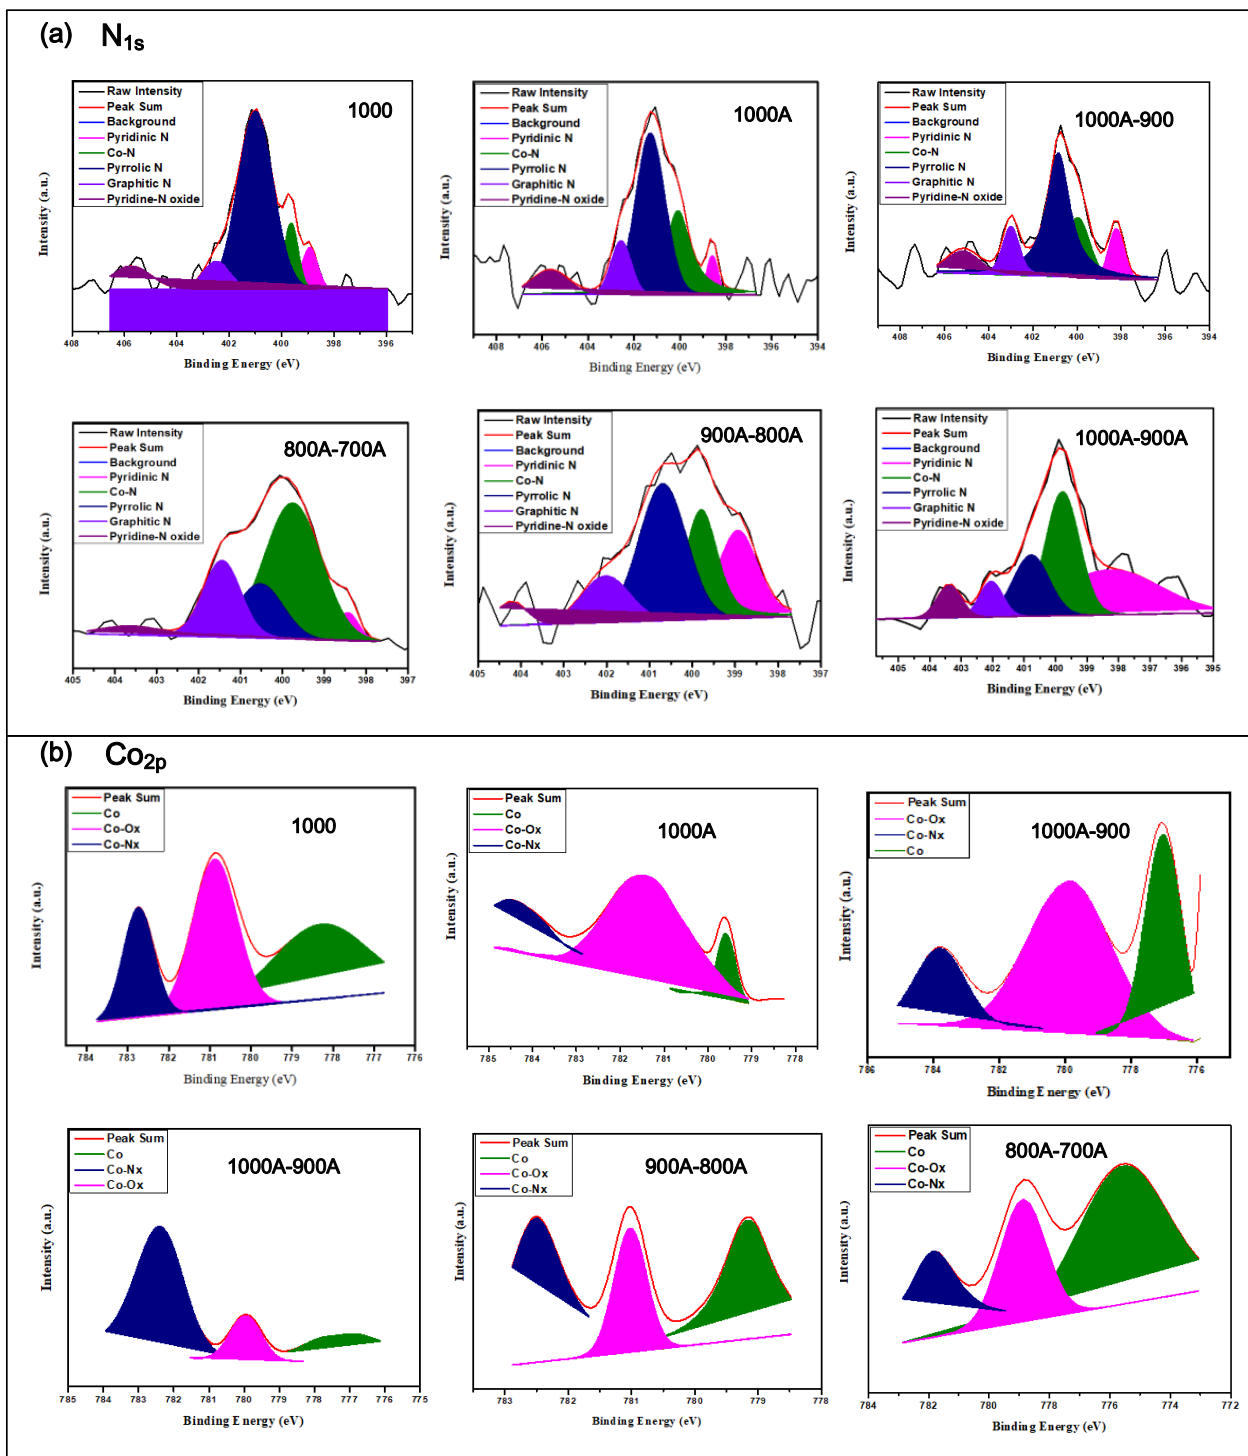 (a) N1s
Raw Intensity
Peak Sum
Background
Pyridinic N
Co-N
Pyrrolic N
Graphitic N
Pyridine-N oxide
1000
Intensity (a.u.)
408 406 404 402 400 398 396
Binding Energy (eV)
Raw Intensity
Peak Sum
Background
Pyridinic N
Co-N
Pyrrolic N
Graphitic N
Pyridine-N oxide
1000A
Intensity (a.u.)
408 406 404 402 400 398 396 394
Binding Energy (eV)
Raw Intensity
Peak Sum
Background
Pyridinic N
Co-N
Pyrrolic N
Graphitic N
Pyridine-N oxide
1000A-900
Intensity (a.u.)
408 406 404 402 400 398 396 394
Binding Energy (eV)
Raw Intensity
Peak Sum
Background
Pyridinic N
Co-N
Pyrrolic N
Graphitic N
Pyridine-N oxide
800A-700A
Intensity (a.u.)
405 404 403 402 401 400 399 398 397
Binding Energy (eV)
Raw Intensity
Peak Sum
Background
Pyridinic N
Co-N
Pyrrolic N
Graphitic N
Pyridine-N oxide
900A-800A
Intensity (a.u.)
405 404 403 402 401 400 399 398 397
Binding Energy (eV)
Raw Intensity
Peak Sum
Background
Pyridinic N
Co-N
Pyrrolic N
Graphitic N
Pyridine-N oxide
1000A-900A
Intensity (a.u.)
405 404 403 402 401 400 399 398 397 396 395
Binding Energy (eV)
(b) Co2p
Peak Sum
Co
Co-Ox
Co-Nx
1000
Intensity (a.u.)
784 783 782 781 780 779 778 777 776
Binding Energy (eV)
Peak Sum
Co
Co-Ox
Co-Nx
1000A
Intensity (a.u.)
785 784 783 782 781 780 779 778
Binding Energy (eV)
Peak Sum
Co-Ox
Co-Nx
Co
1000A-900
Intensity (a.u.)
786 784 782 780 778 776
Binding Energy (eV)
Peak Sum
Co
Co-Nx
Co-Ox
1000A-900A
Intensity (a.u.)
785 784 783 782 781 780 779 778 777 776 775
Binding Energy (eV)
Peak Sum
Co
Co-Ox
Co-Nx
900A-800A
Intensity (a.u.)
783 782 781 780 779 778
Binding Energy (eV)
Peak Sum
Co
Co-Ox
Co-Nx
800A-700A
Intensity (a.u.)
784 782 780 778 776 774 772
Binding Energy (eV)